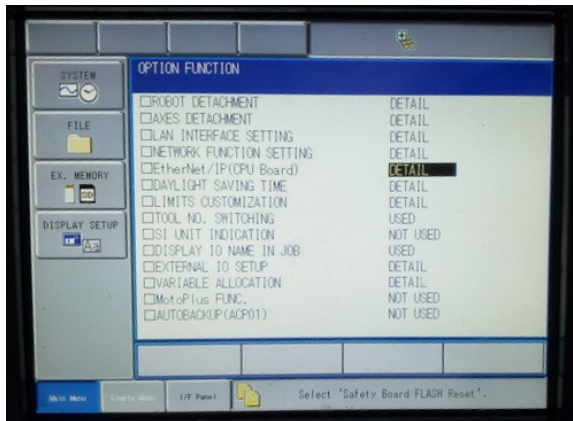 OPTION FUNCTION
SYSTEM
FILE
EX. MEMORY
DISPLAY SETUP
Aa
□ROBOT DETACHMENT DETAIL
□AXES DETACHMENT DETAIL
□LAN INTERFACE SETTING DETAIL
□NETWORK FUNCTION SETTING DETAIL
□EtherNet/IP(CPU Board) DETAIL
□DAYLIGHT SAVING TIME DETAIL
□LIMITS CUSTOMIZATION DETAIL
□TOOL NO. SWITCHING USED
□SI UNIT INDICATION NOT USED
□DISPLAY IO NAME IN JOB USED
□EXTERNAL IO SETUP DETAIL
□VARIABLE ALLOCATION DETAIL
□MotoPlus FUNC. NOT USED
□AUTOBACKUP(ACP01) NOT USED
Main Menu
Simple Menu
I/F Panel
Select 'Safety Board FLASH Reset'.